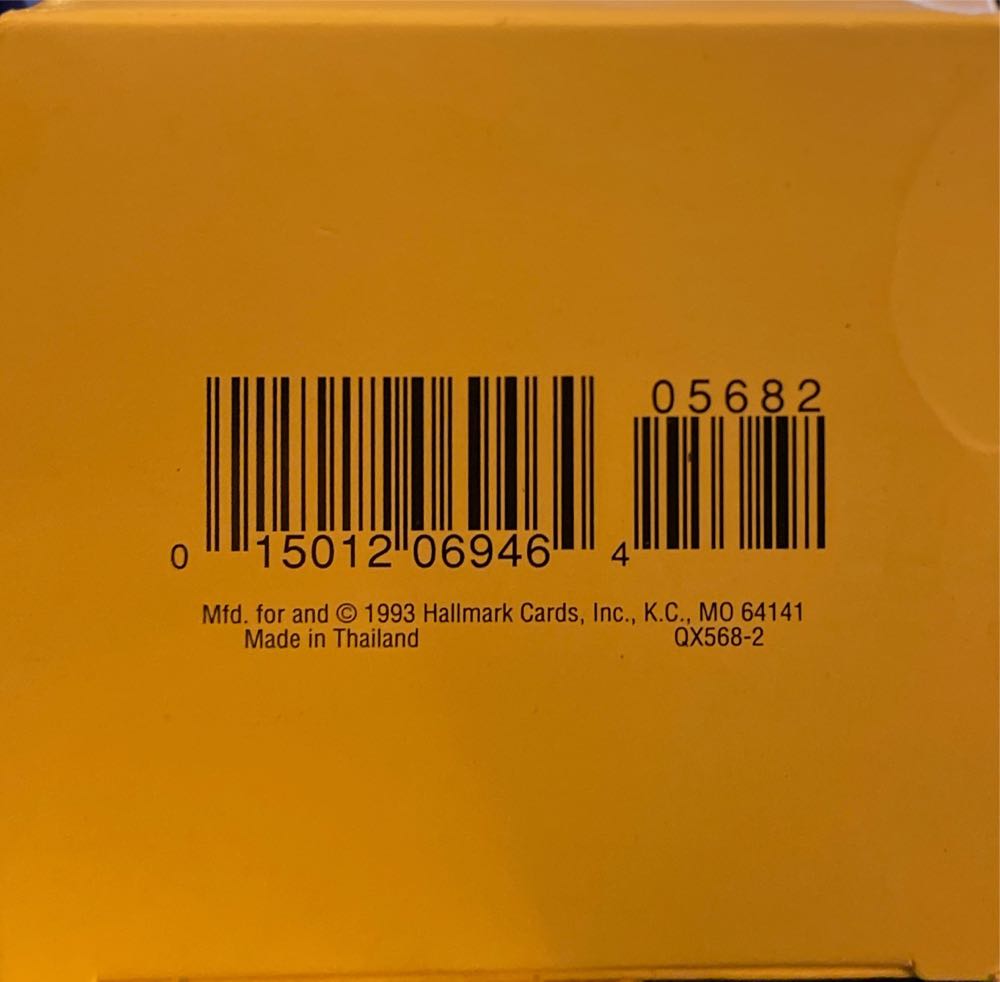 05682
0 15012 06946 4
Mfd. for and © 1993 Hallmark Cards, Inc., K.C., MO 64141
Made in Thailand QX568-2